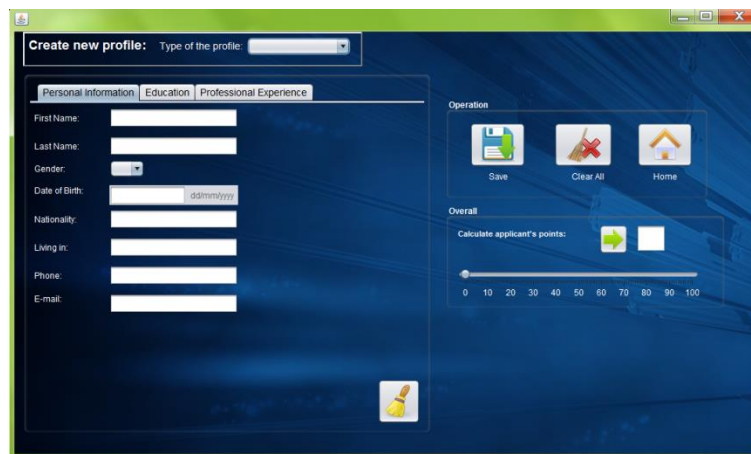 Create new profile: Type of the profile:
Personal Information Education Professional Experience
First Name:
Last Name:
Gender:
Date of Birth: dd/mm/yyyy
Nationality:
Living in:
Phone:
E-mail:
Operation
Save Clear All Home
Overall
Calculate applicant's points:
0 10 20 30 40 50 60 70 80 90 100